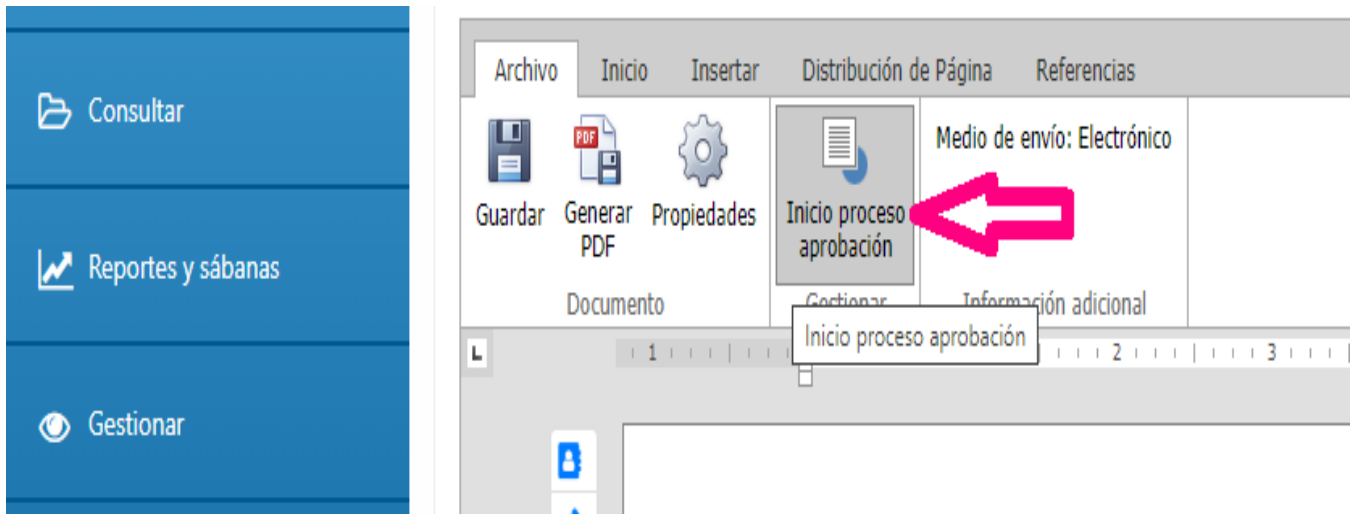 Consultar
Reportes y sábanas
Gestionar
Archivo Inicio Insertar Distribución de Página Referencias
Guardar Generar PDF Propiedades
Inicio proceso aprobación
Medio de envío: Electrónico
Documento Gestionar Información adicional
Inicio proceso aprobación
L 1 2 3